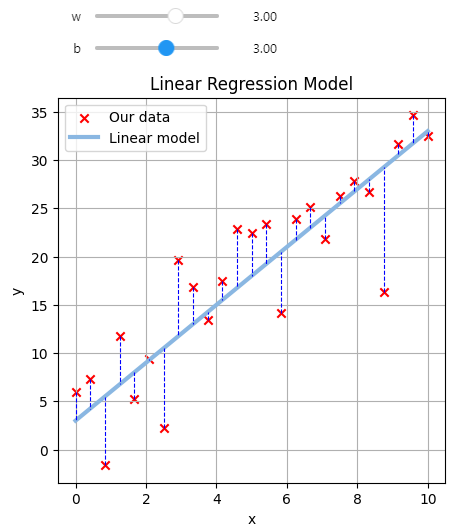 w 3.00
b 3.00
Linear Regression Model
Our data
Linear model
35
30
25
20
15
10
5
0
y
0 2 4 6 8 10
x